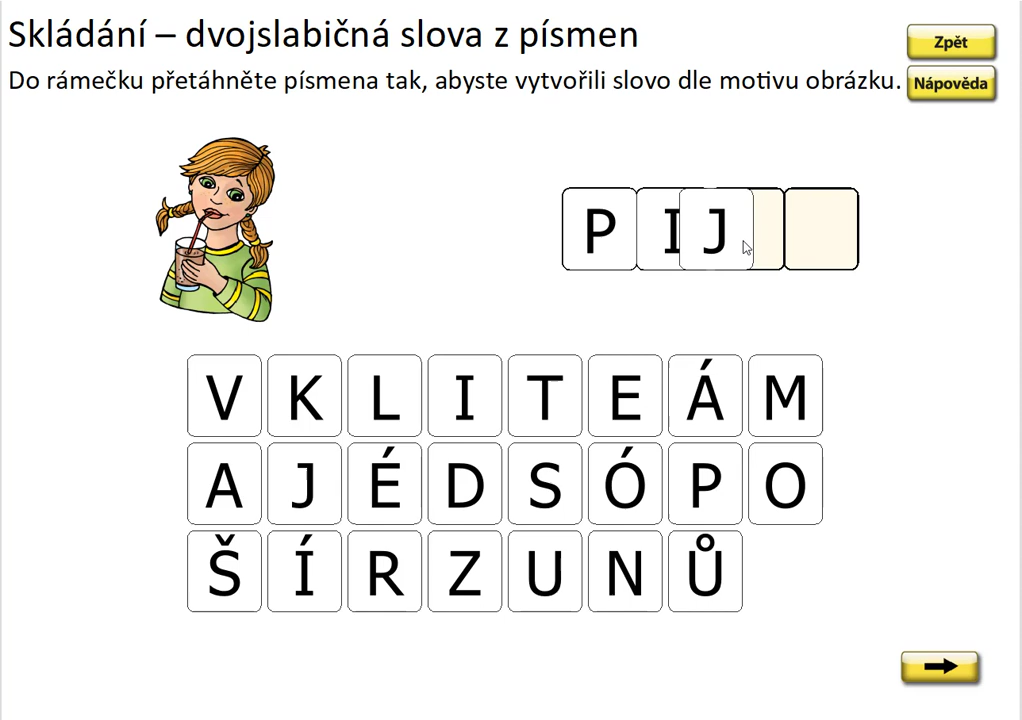 Skládání – dvojslabičná slova z písmen
Zpět
Do rámečku přetáhněte písmena tak, abyste vytvořili slovo dle motivu obrázku.
Nápověda
P I J
V K L I T E Á M
A J É D S Ó P O
Š Í R Z U N Ů